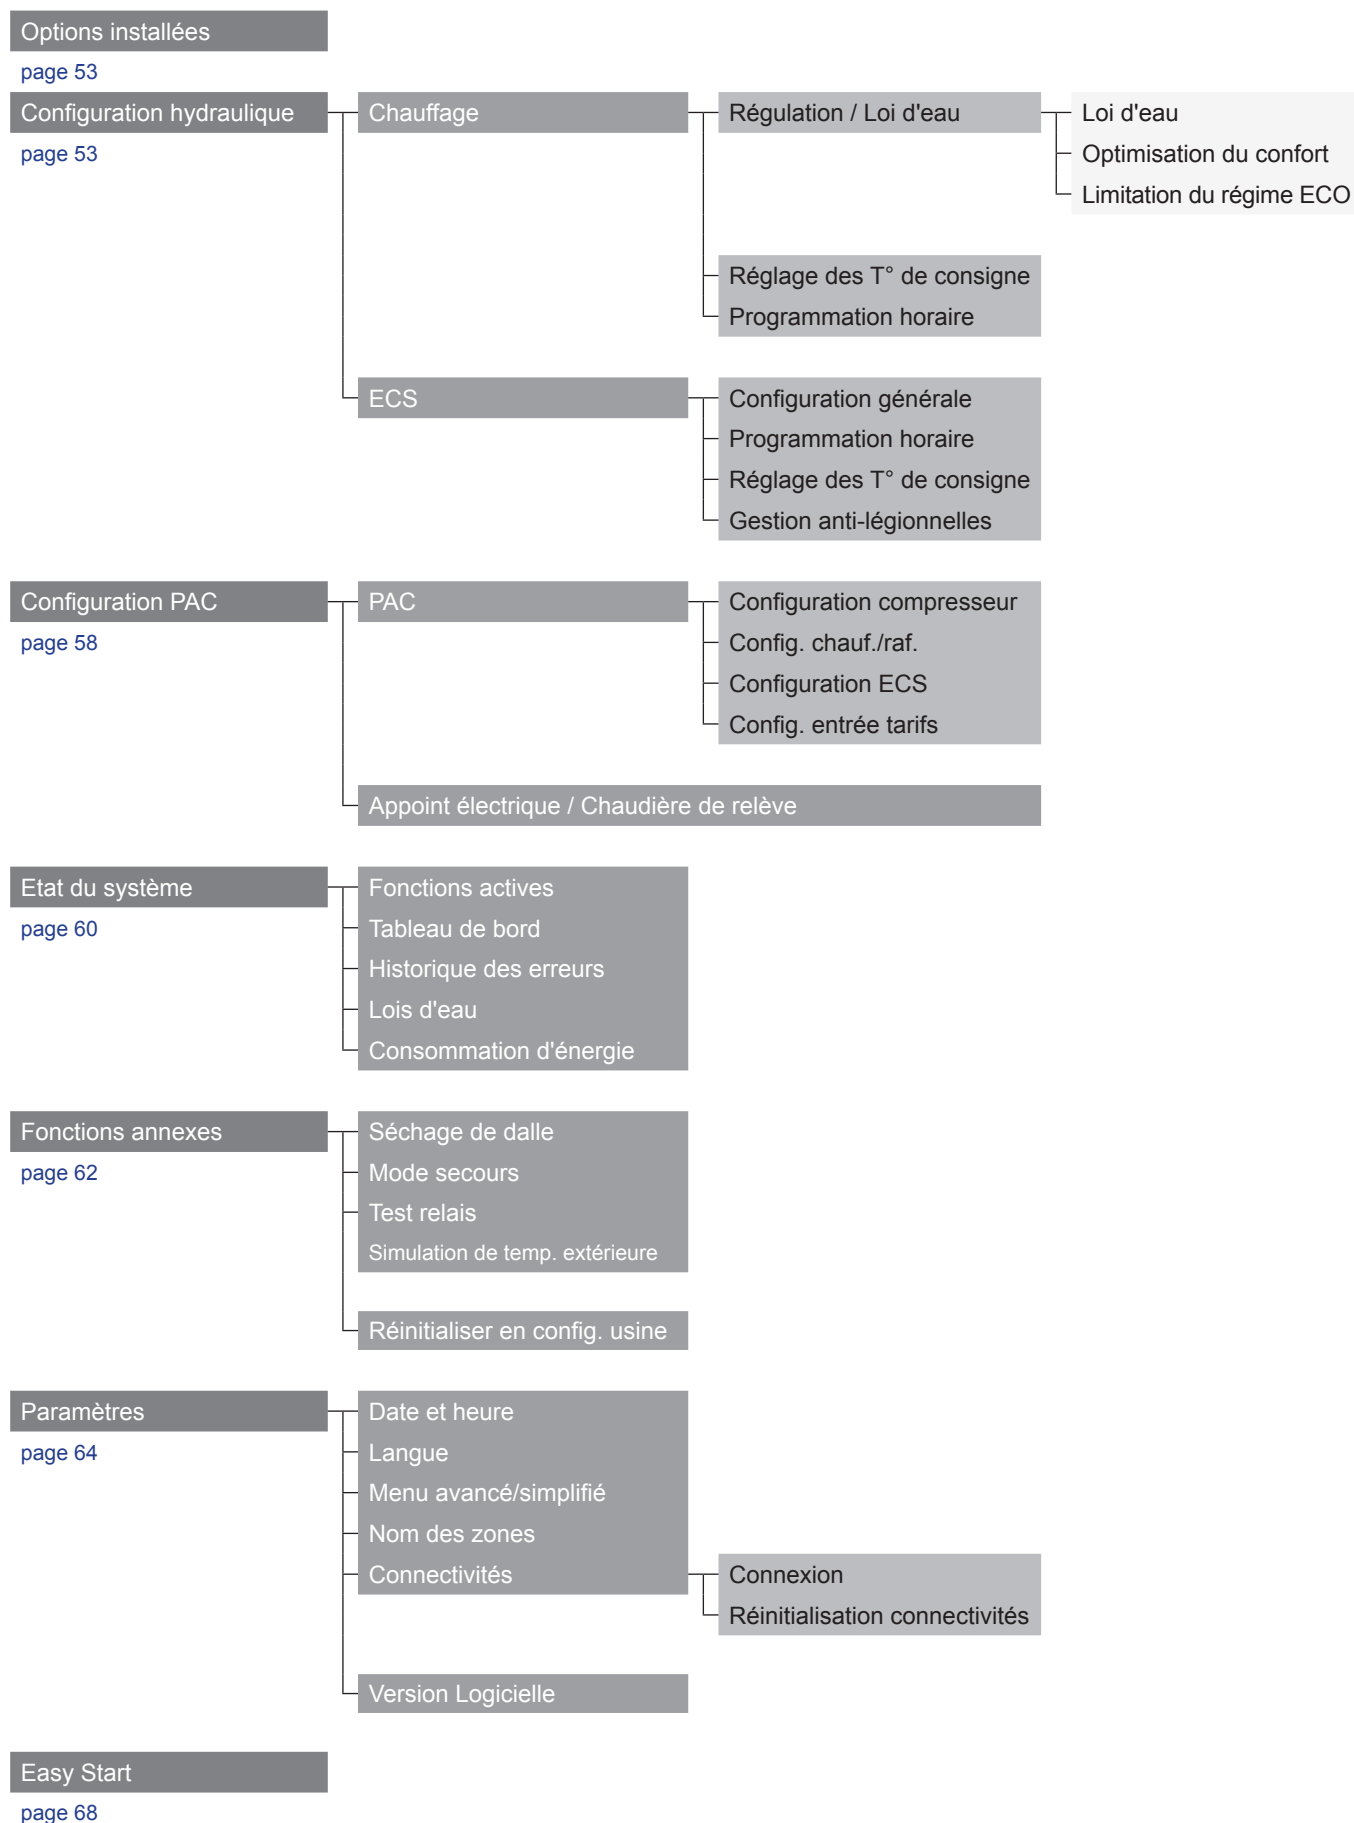 Options installées
page 53
Configuration hydraulique
page 53
Chauffage
Régulation / Loi d'eau
Loi d'eau
Optimisation du confort
Limitation du régime ECO
Réglage des T° de consigne
Programmation horaire
ECS
Configuration générale
Programmation horaire
Réglage des T° de consigne
Gestion anti-légionnelles
Configuration PAC
page 58
PAC
Configuration compresseur
Config. chauf./raf.
Configuration ECS
Config. entrée tarifs
Appoint électrique / Chaudière de relève
Etat du système
page 60
Fonctions actives
Tableau de bord
Historique des erreurs
Lois d'eau
Consommation d'énergie
Fonctions annexes
page 62
Séchage de dalle
Mode secours
Test relais
Simulation de temp. extérieure
Réinitialiser en config. usine
Paramètres
page 64
Date et heure
Langue
Menu avancé/simplifié
Nom des zones
Connectivités
Connexion
Réinitialisation connectivités
Version Logicielle
Easy Start
page 68